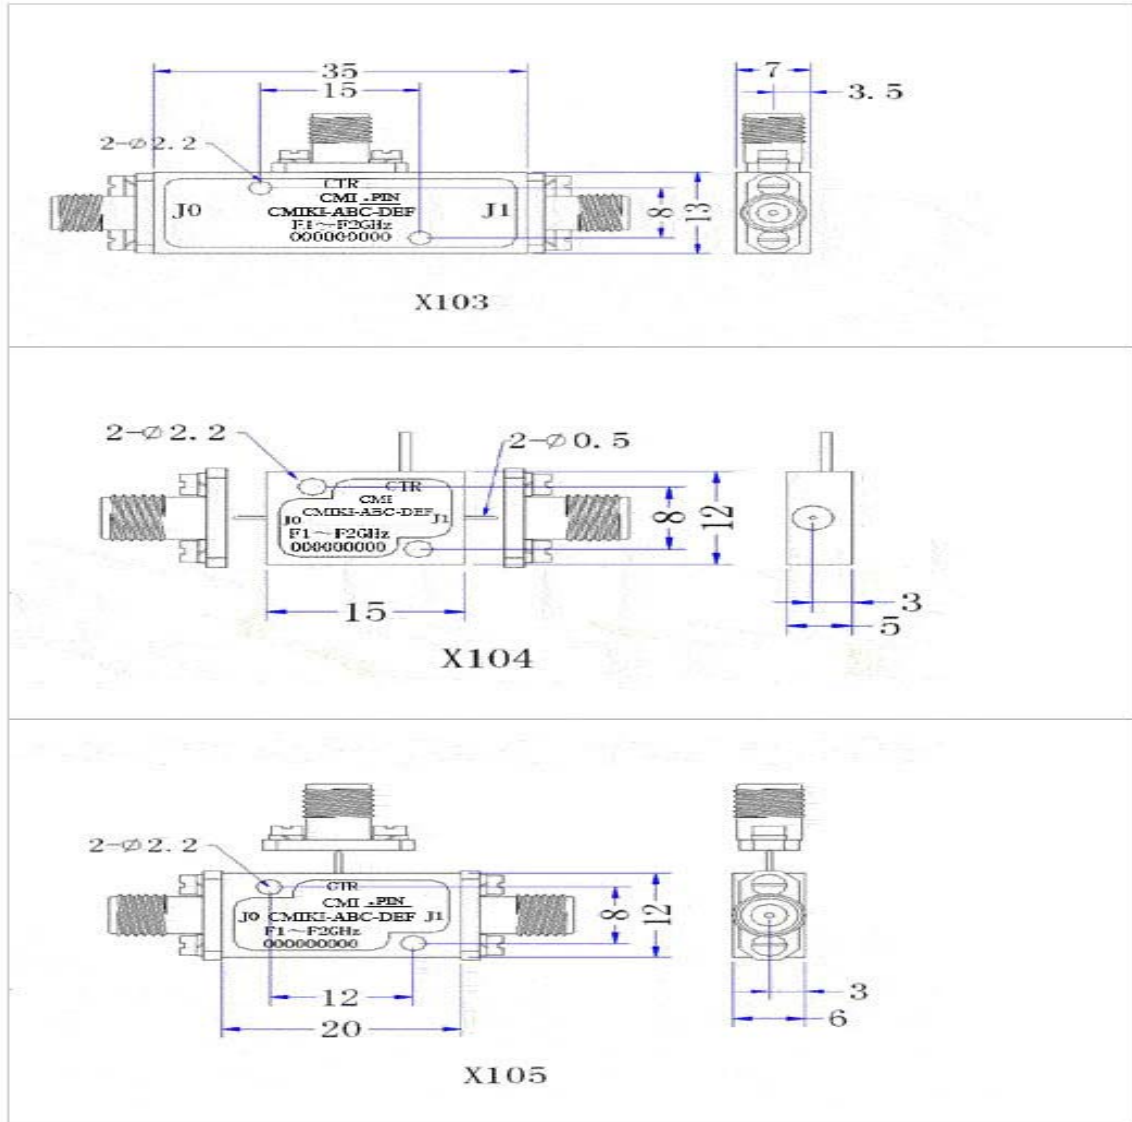 35
15
7
3.5
2-Ø2.2
CTR
CMI .PIN
J0 CMIKI-ABC-DEF J1
F1~F2GHz
000000000
8
13
X103
2-Ø2.2
2-Ø0.5
CTR
CMI
CMIKI-ABC-DEF
J0 J1
F1~F2GHz
000000000
8
12
15
3
5
X104
2-Ø2.2
CTR
CMI .PIN
J0 CMIKI-ABC-DEF J1
F1~F2GHz
000000000
8
12
12
20
3
6
X105